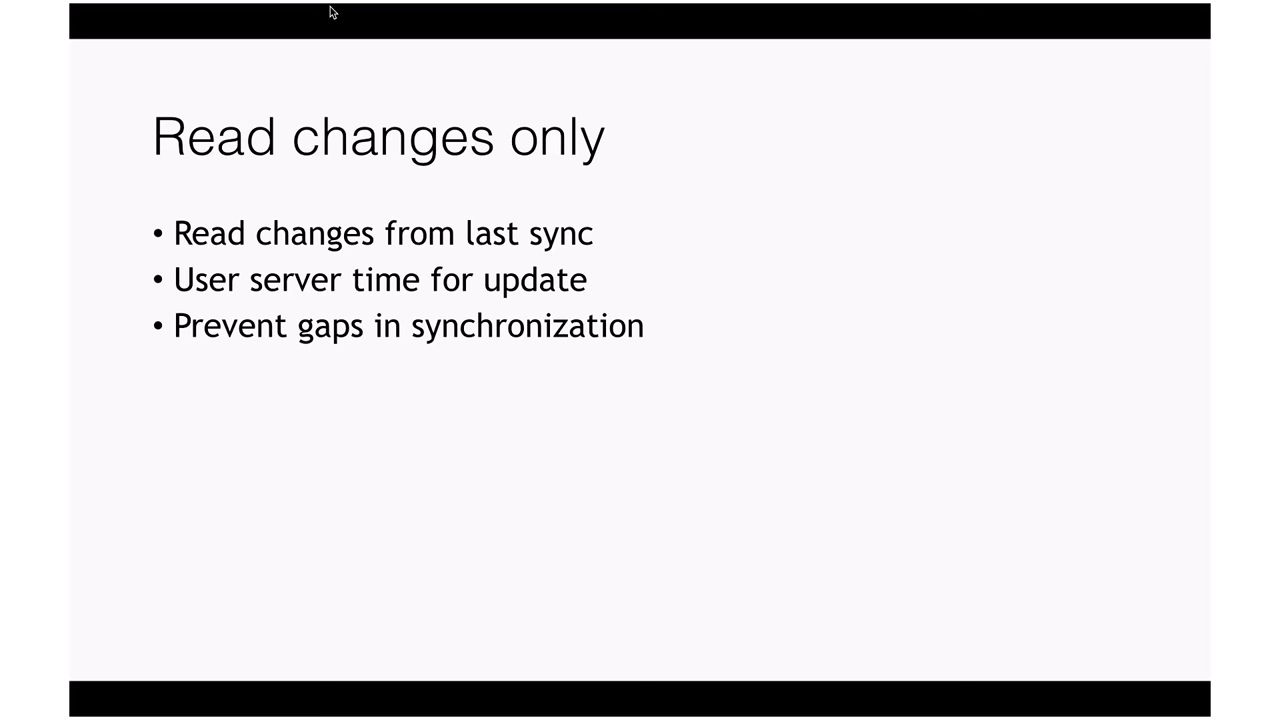 Read changes only
• Read changes from last sync
• User server time for update
• Prevent gaps in synchronization